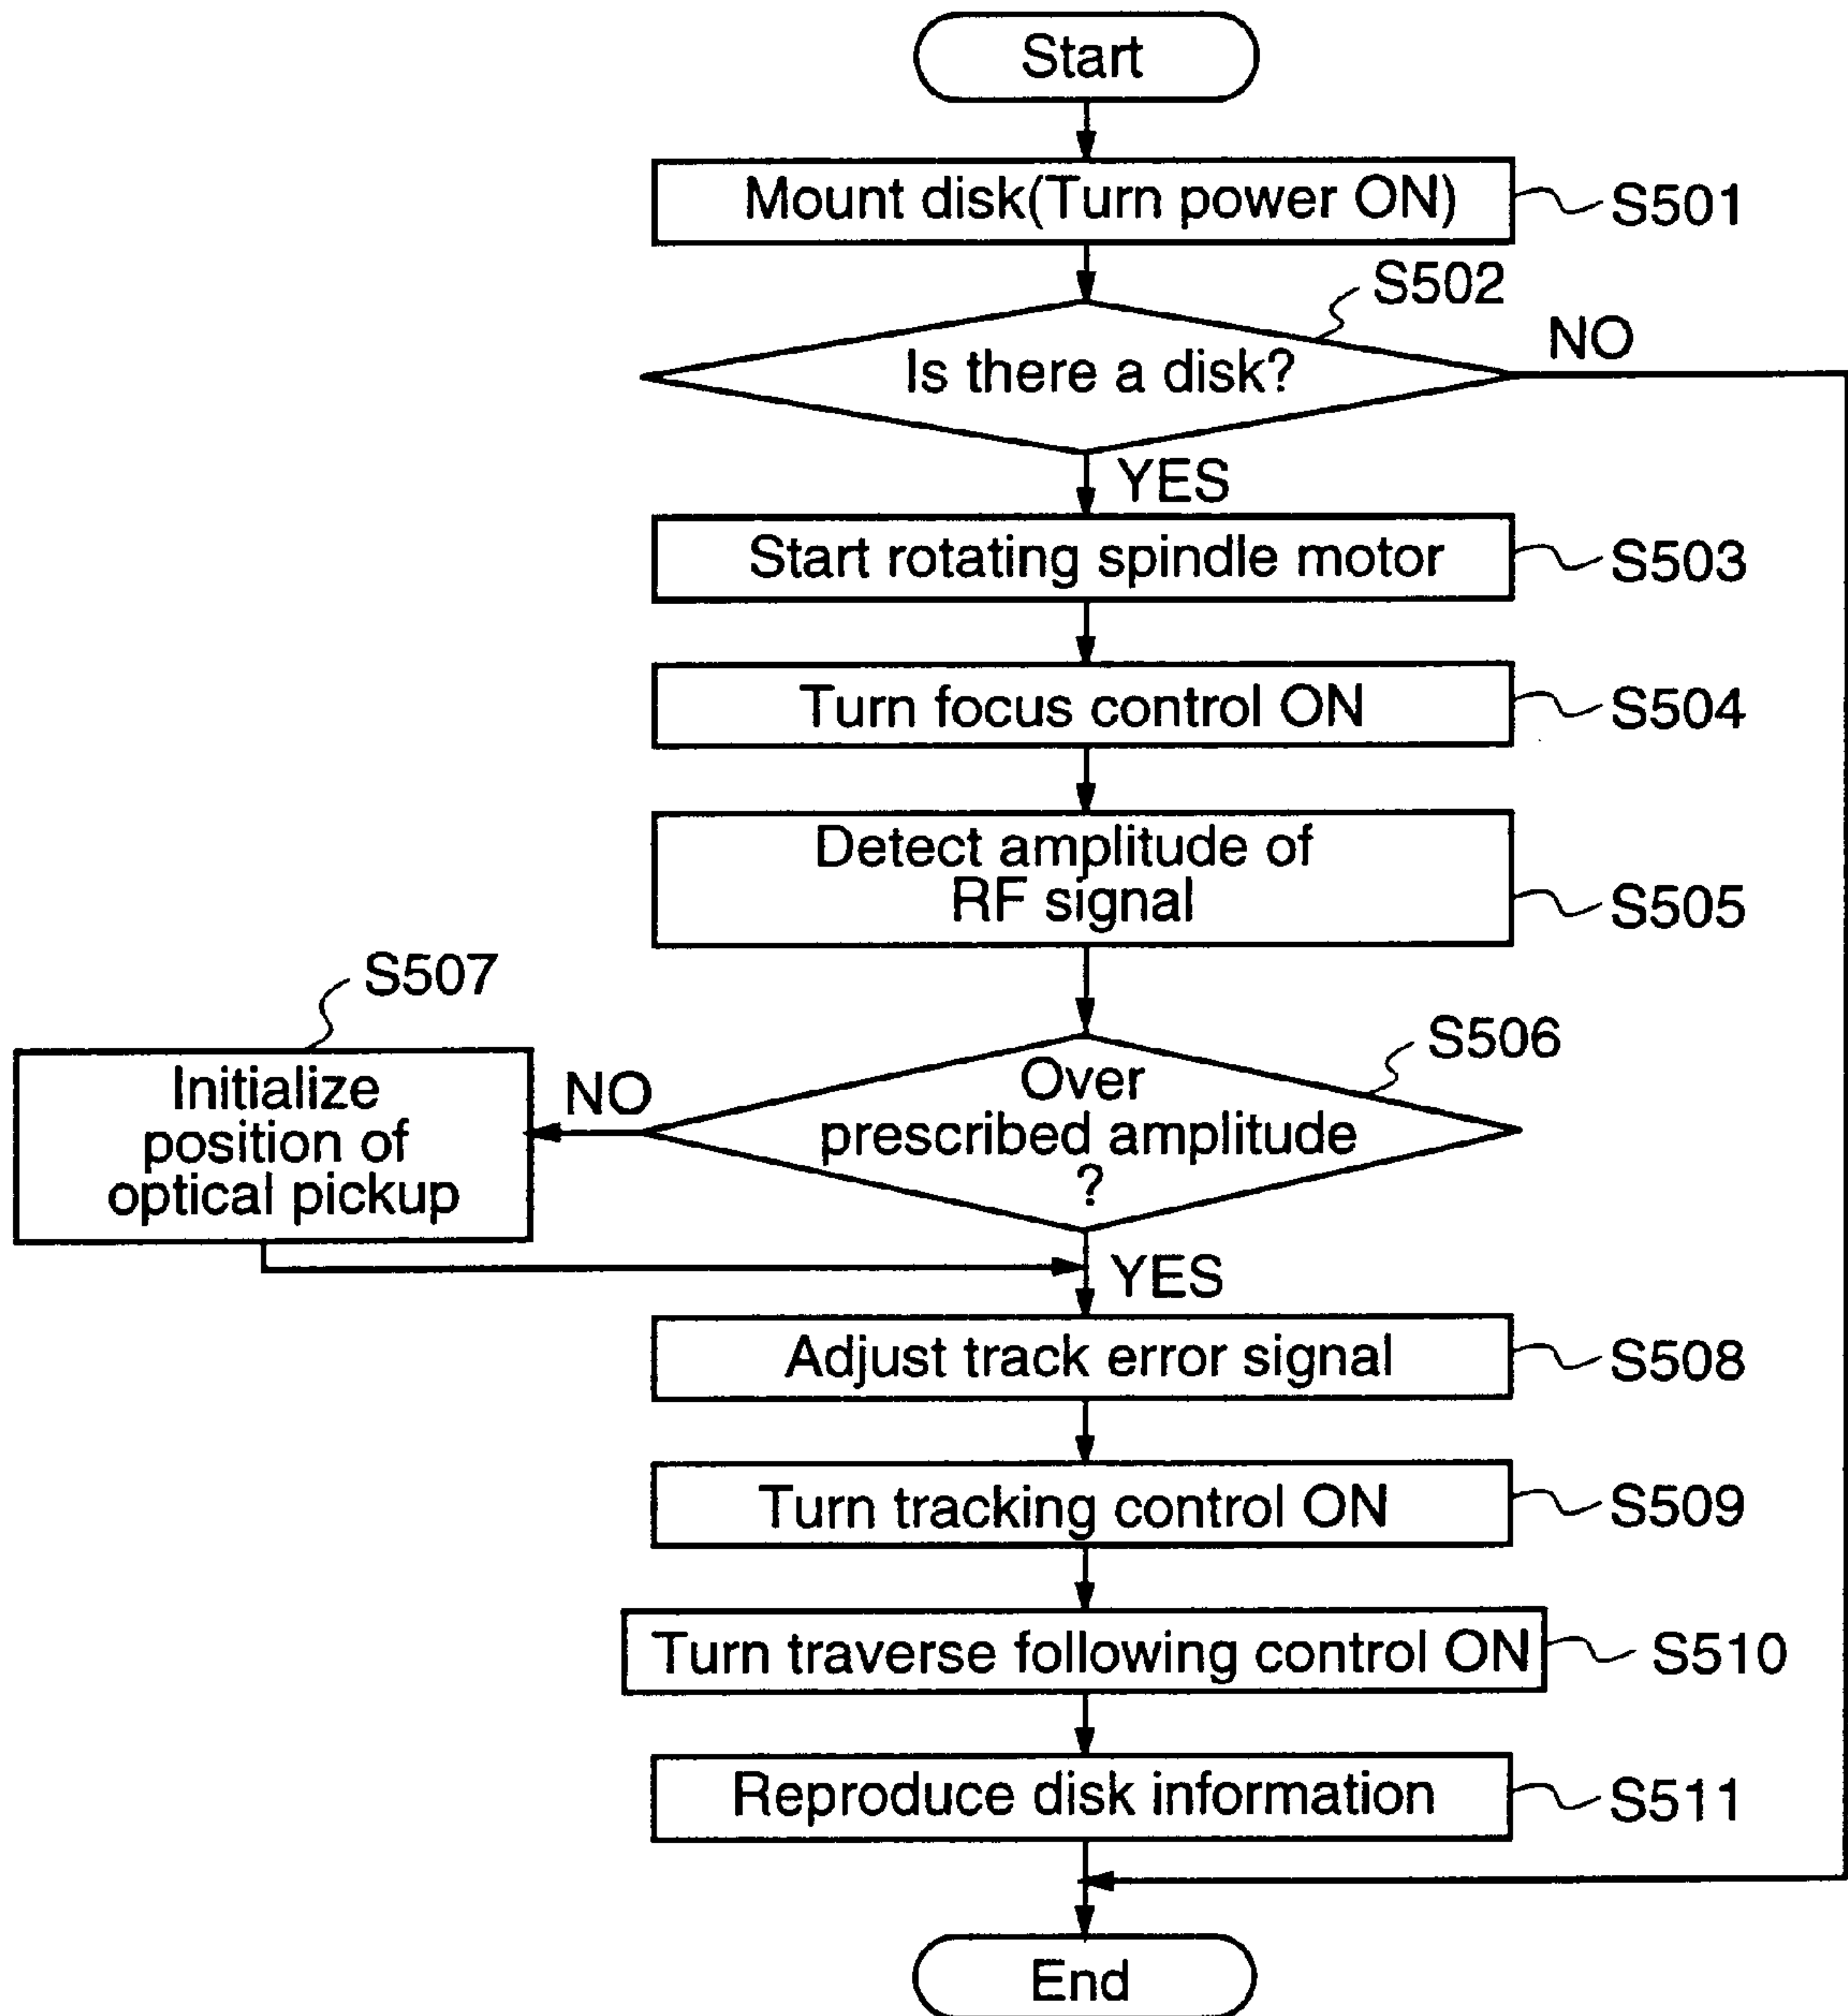 Start
Mount disk(Turn power ON)
S501
S502
Is there a disk?
NO
YES
Start rotating spindle motor
S503
Turn focus control ON
S504
Detect amplitude of
RF signal
S505
S507
Initialize
position of
optical pickup
NO
S506
Over
prescribed amplitude
?
YES
Adjust track error signal
S508
Turn tracking control ON
S509
Turn traverse following control ON
S510
Reproduce disk information
S511
End